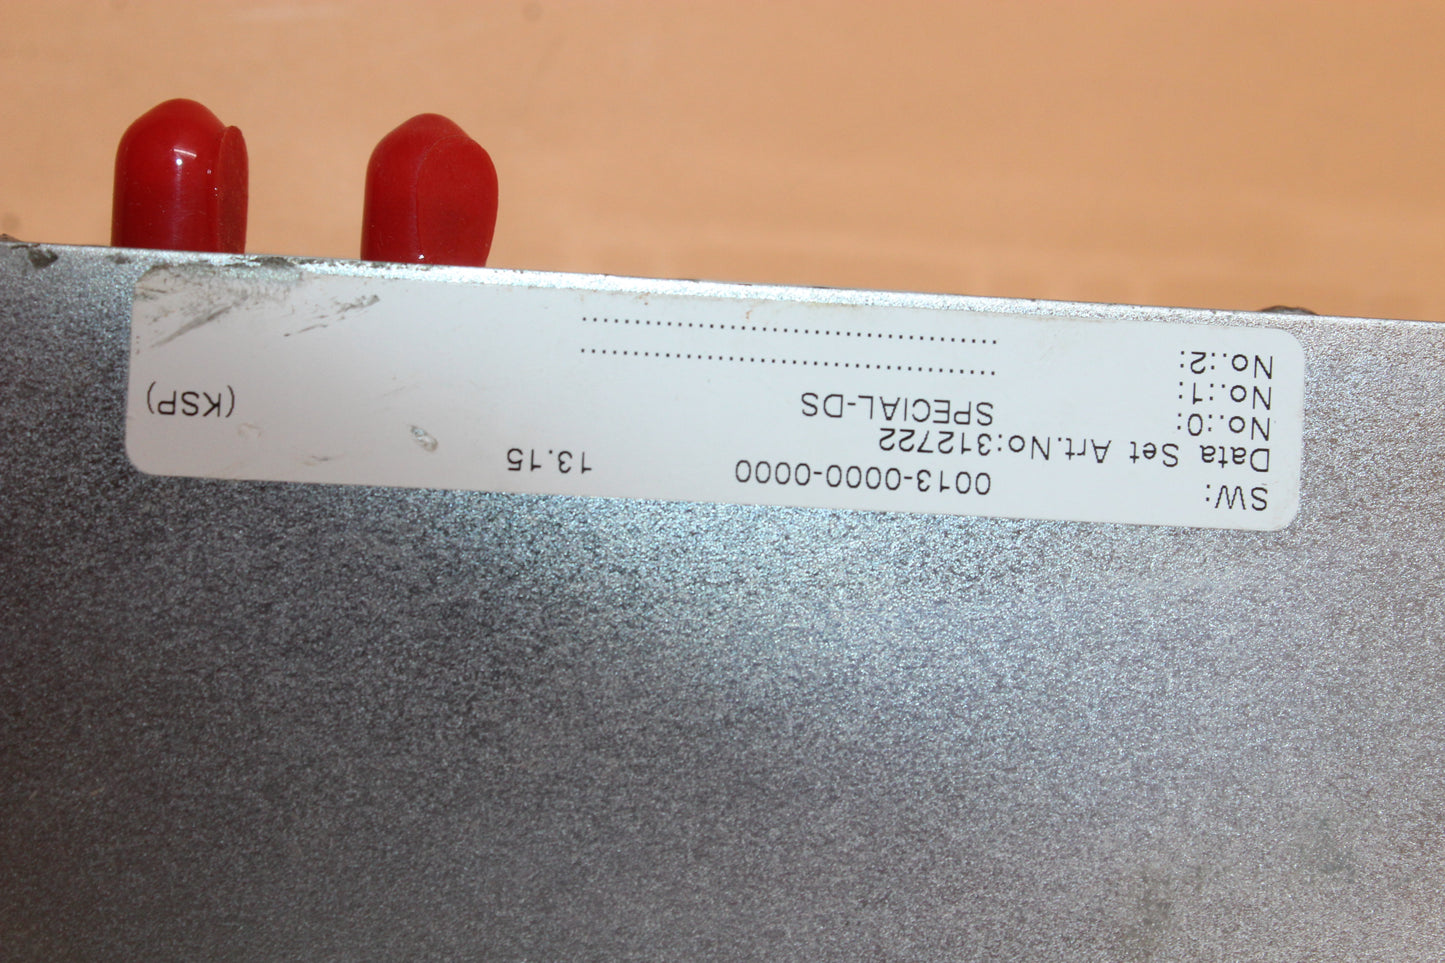 SW: 0013-0000-0000 13.15
Data Set Art.No:312722 (KSP)
No.:0: SPECIAL-DS
No.:1: ........................................
No.:2: ........................................